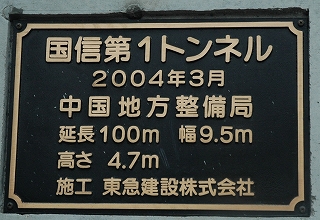 国信第1トンネル
2004年3月
中国地方整備局
延長100m 幅9.5m
高さ 4.7m
施工 東急建設株式会社